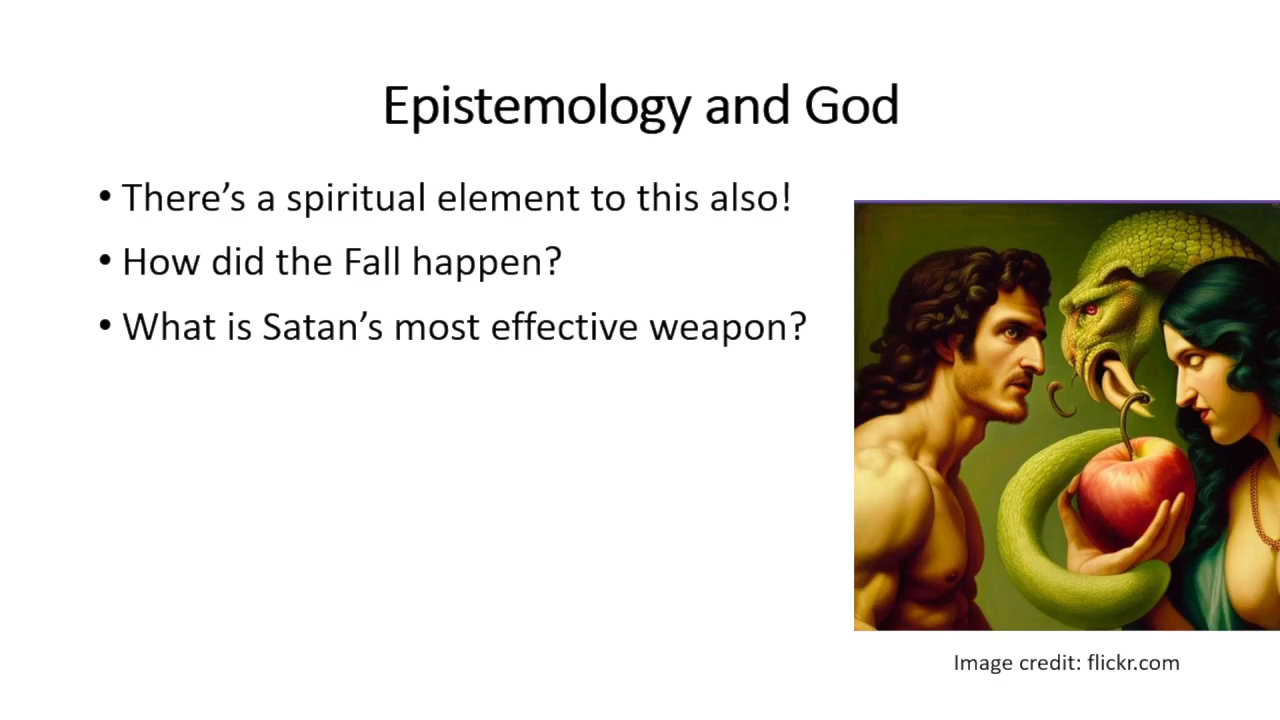 Epistemology and God
• There’s a spiritual element to this also!
• How did the Fall happen?
• What is Satan’s most effective weapon?
Image credit: flickr.com